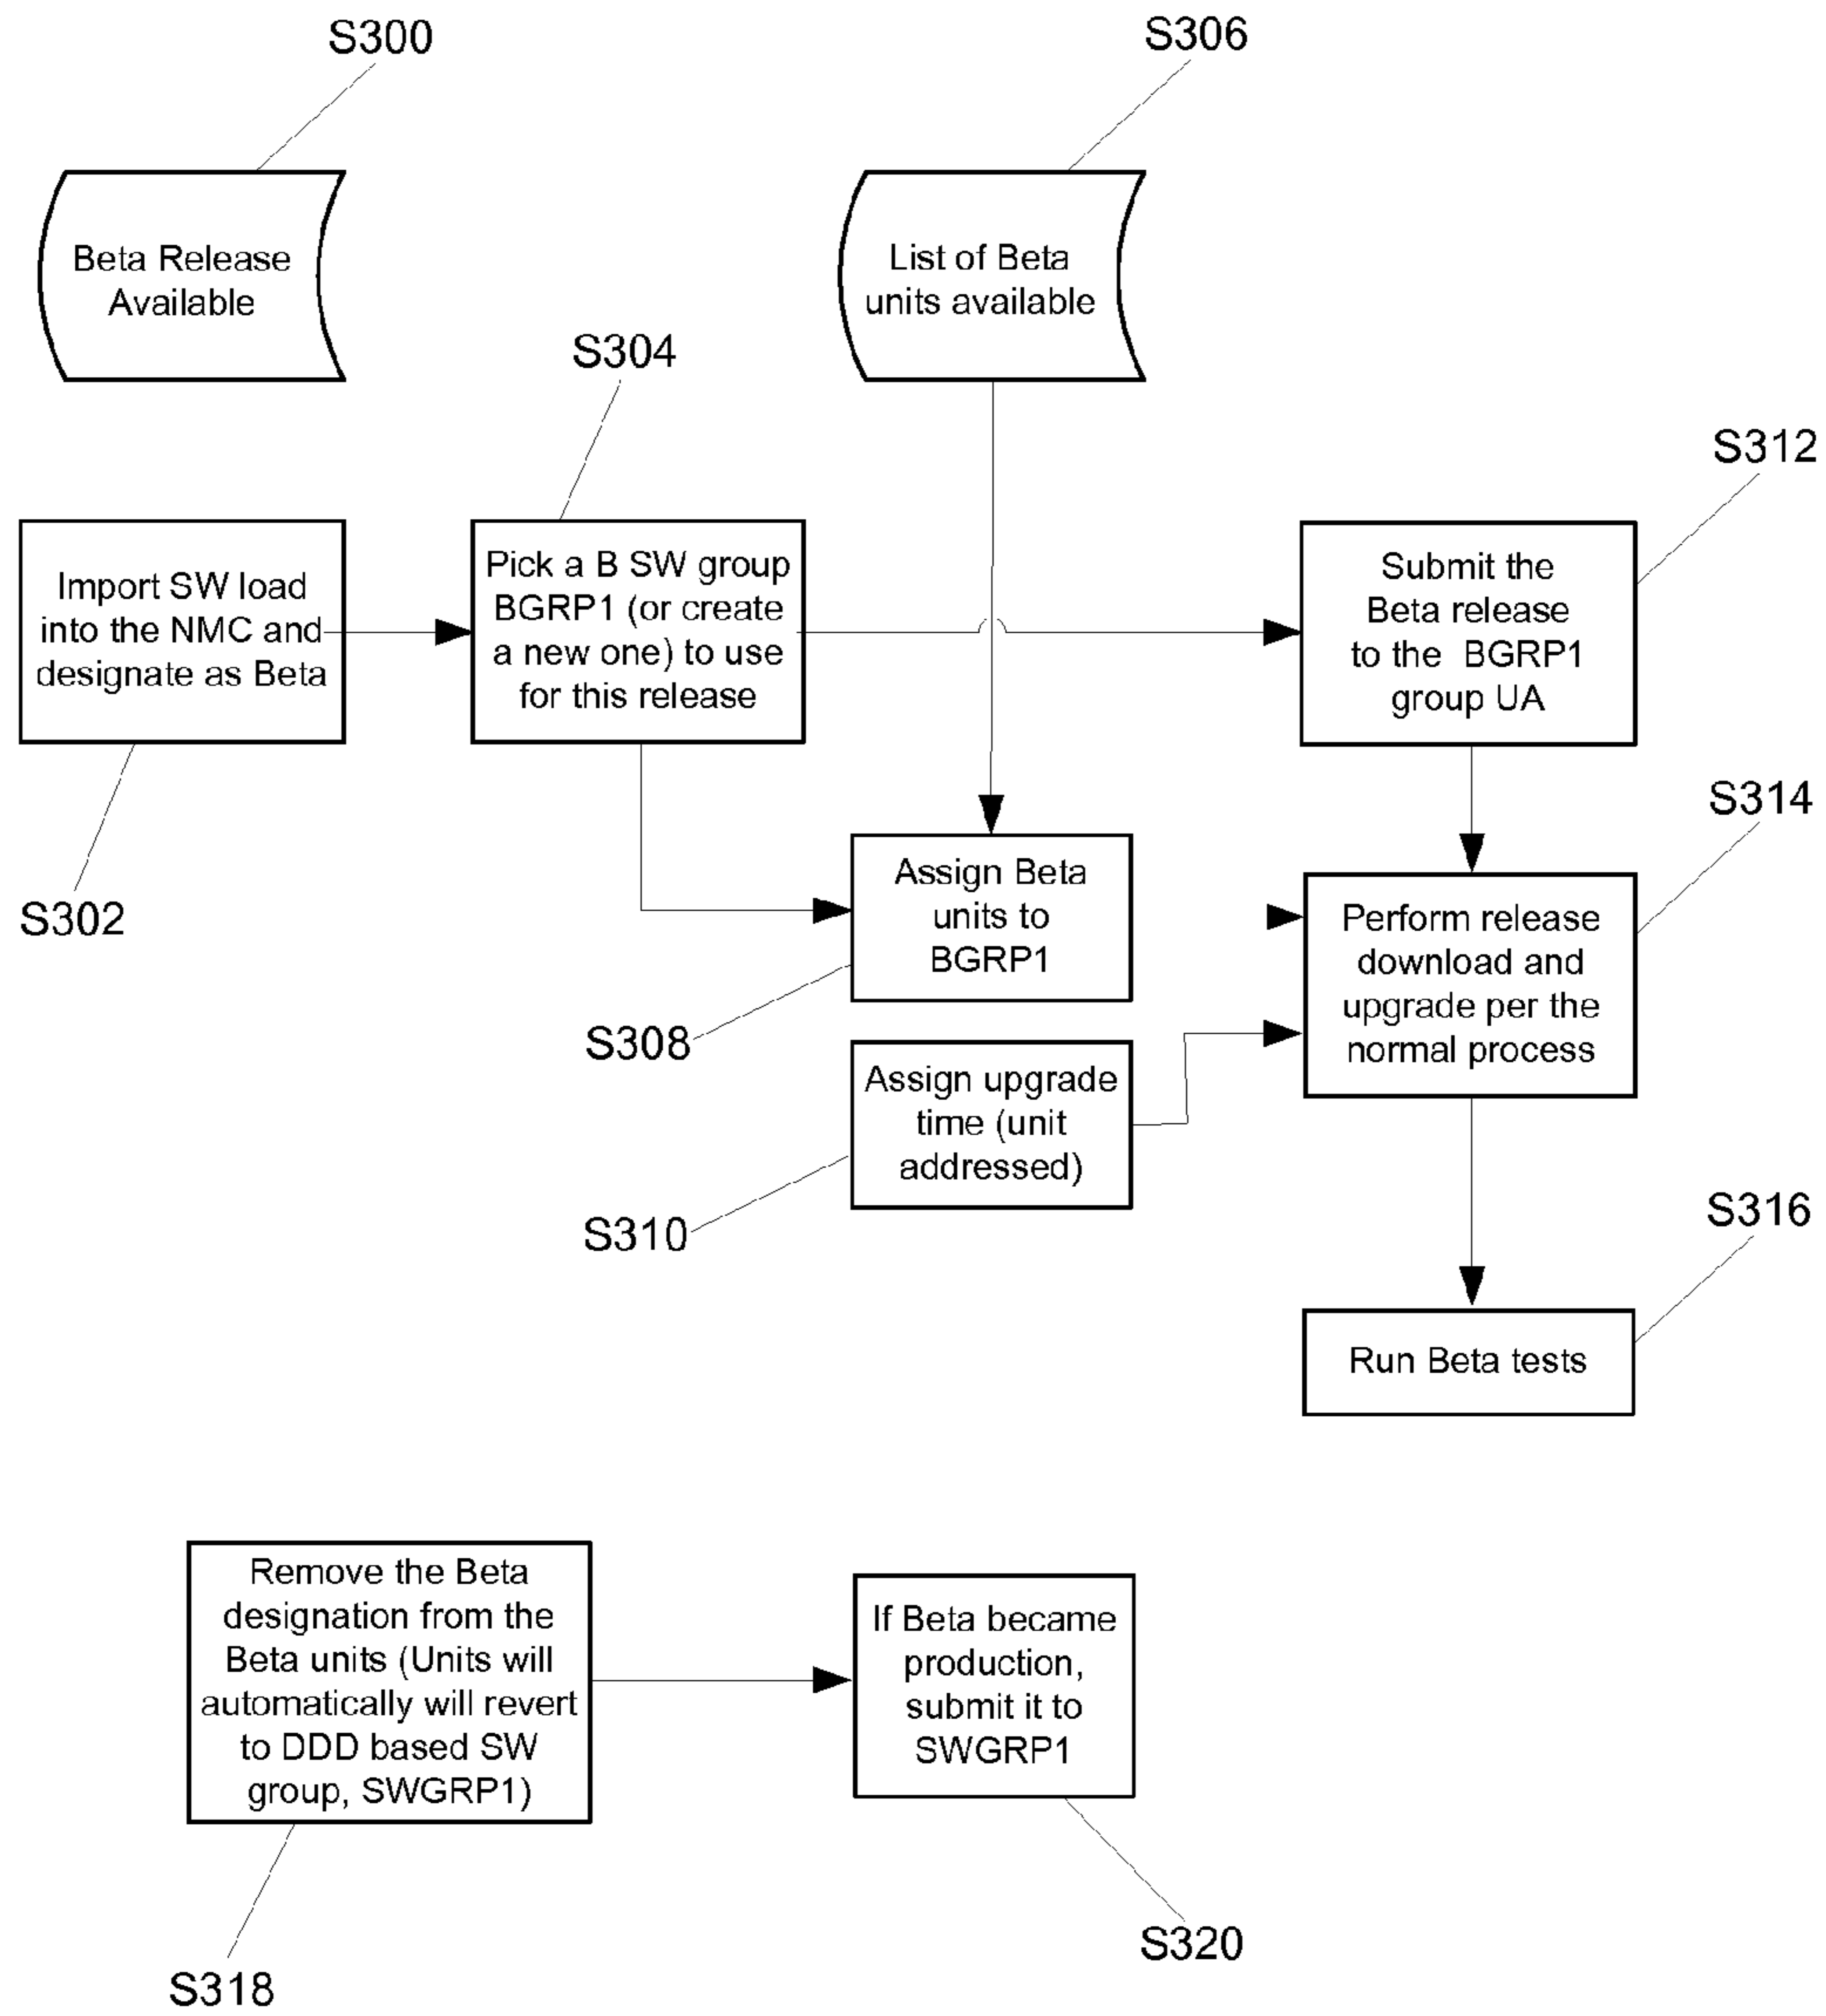 S300
S306
Beta Release
Available
List of Beta
units available
S304
S312
Import SW load
into the NMC and
designate as Beta
Pick a B SW group
BGRP1 (or create
a new one) to use
for this release
Submit the
Beta release
to the BGRP1
group UA
S302
S314
Assign Beta
units to
BGRP1
Perform release
download and
upgrade per the
normal process
S308
Assign upgrade
time (unit
addressed)
S310
S316
Run Beta tests
Remove the Beta
designation from the
Beta units (Units will
automatically will revert
to DDD based SW
group, SWGRP1)
If Beta became
production,
submit it to
SWGRP1
S318
S320